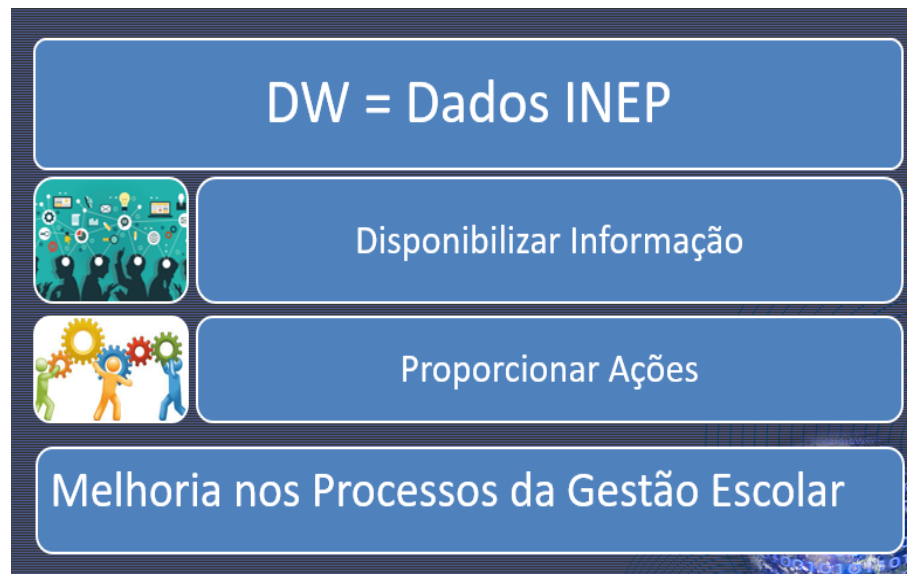 DW = Dados INEP
Disponibilizar Informação
Proporcionar Ações
Melhoria nos Processos da Gestão Escolar